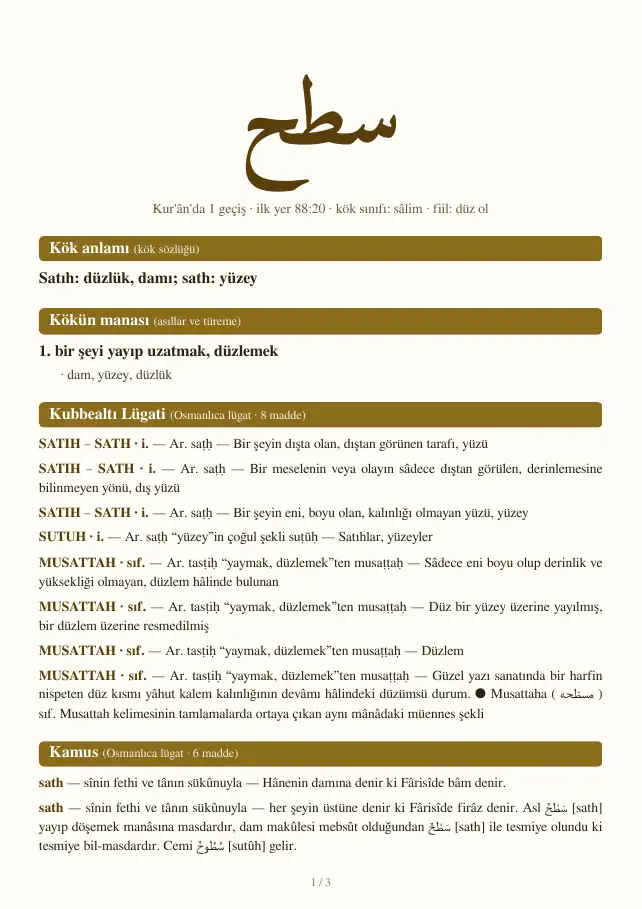 سطح
Kur'ân'da 1 geçiş · ilk yer 88:20 · kök sınıfı: sâlim · fiil: düz ol
Kök anlamı (kök sözlüğü)
Satıh: düzlük, damı; sath: yüzey
Kökün manası (asıllar ve türeme)
1. bir şeyi yayıp uzatmak, düzlemek
· dam, yüzey, düzlük
Kubbealtı Lügati (Osmanlıca lügat · 8 madde)
SATIH – SATH · i. — Ar. saṭḥ — Bir şeyin dışta olan, dıştan görünen tarafı, yüzü
SATIH – SATH · i. — Ar. saṭḥ — Bir meselenin veya olayın sâdece dıştan görülen, derinlemesine
bilinmeyen yönü, dış yüzü
SATIH – SATH · i. — Ar. saṭḥ — Bir şeyin eni, boyu olan, kalınlığı olmayan yüzü, yüzey
SUTUH · i. — Ar. saṭḥ “yüzey”in çoğul şekli suṭūḥ — Satıhlar, yüzeyler
MUSATTAH · sıf. — Ar. tasṭіḥ “yaymak, düzlemek”ten musaṭṭaḥ — Sâdece eni boyu olup derinlik ve
yüksekliği olmayan, düzlem hâlinde bulunan
MUSATTAH · sıf. — Ar. tasṭіḥ “yaymak, düzlemek”ten musaṭṭaḥ — Düz bir yüzey üzerine yayılmış,
bir düzlem üzerine resmedilmiş
MUSATTAH · sıf. — Ar. tasṭіḥ “yaymak, düzlemek”ten musaṭṭaḥ — Düzlem
MUSATTAH · sıf. — Ar. tasṭіḥ “yaymak, düzlemek”ten musaṭṭaḥ — Güzel yazı sanatında bir harfin
nispeten düz kısmı yâhut kalem kalınlığının devâmı hâlindeki düzümsü durum. ● Musattaha ( مسطحه )
sıf. Musattah kelimesinin tamlamalarda ortaya çıkan aynı mânâdaki müennes şekli
Kamus (Osmanlıca lügat · 6 madde)
sath — sînin fethi ve tânın sükûnuyla — Hânenin damına denir ki Fârisîde bâm denir.
sath — sînin fethi ve tânın sükûnuyla — her şeyin üstüne denir ki Fârisîde firâz denir. Asl سَطْحٌ [sath]
yayıp döşemek manâsına masdardır, dam makûlesi mebsût olduğundan سَطْحٌ [sath] ile tesmiye olundu ki
tesmiye bil-masdardır. Cemi سُطُوحٌ [sutûh] gelir.
1 / 3